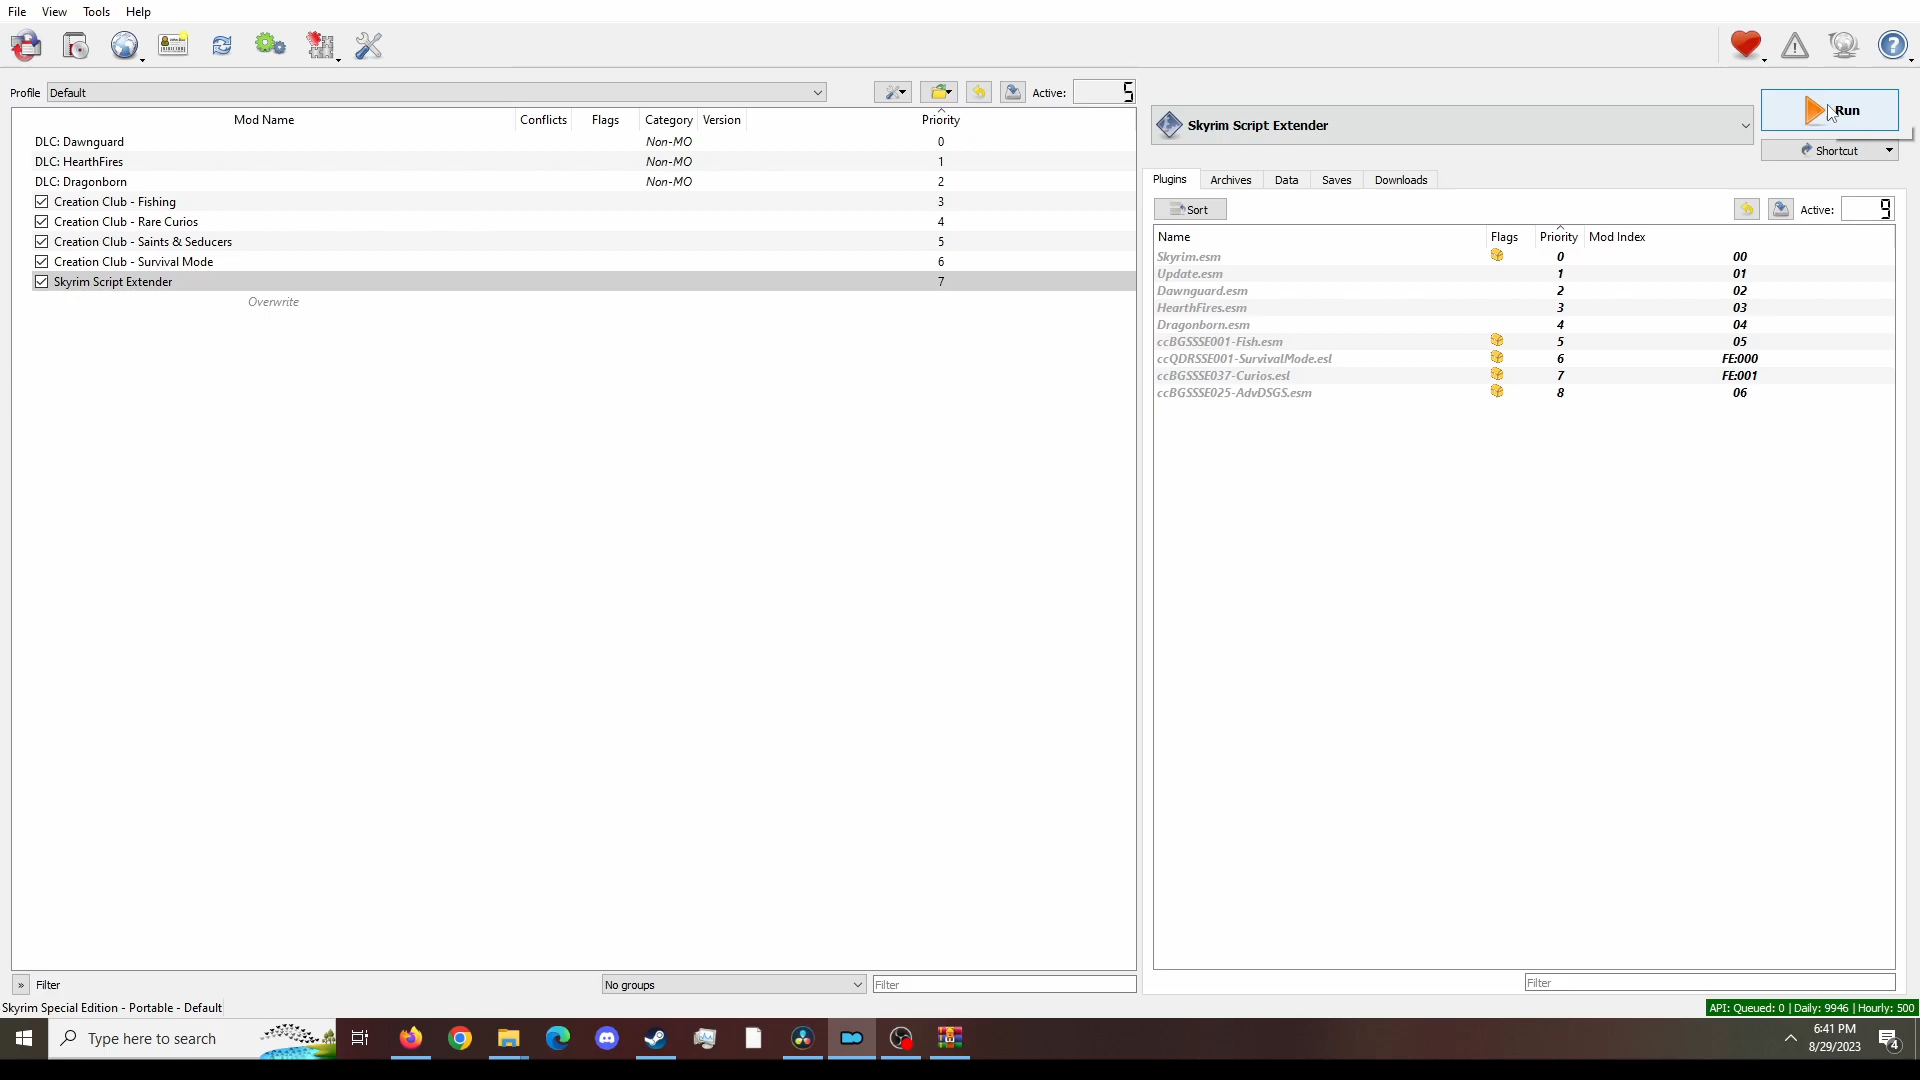 File View Tools Help
Profile Default Active: 5
Mod Name Conflicts Flags Category Version Priority
DLC: Dawnguard Non-MO 0
DLC: HearthFires Non-MO 1
DLC: Dragonborn Non-MO 2
Creation Club - Fishing 3
Creation Club - Rare Curios 4
Creation Club - Saints & Seducers 5
Creation Club - Survival Mode 6
Skyrim Script Extender 7
Overwrite
» Filter No groups Filter
Skyrim Script Extender
Run
Shortcut
Plugins Archives Data Saves Downloads
Sort Active: 9
Name Flags Priority Mod Index
Skyrim.esm 0 00
Update.esm 1 01
Dawnguard.esm 2 02
HearthFires.esm 3 03
Dragonborn.esm 4 04
ccBGSSSE001-Fish.esm 5 05
ccQDRSSE001-SurvivalMode.esl 6 FE:000
ccBGSSSE037-Curios.esl 7 FE:001
ccBGSSSE025-AdvDSGS.esm 8 06
Filter
Skyrim Special Edition - Portable - Default
API: Queued: 0 | Daily: 9946 | Hourly: 500
Type here to search
6:41 PM
8/29/2023
4